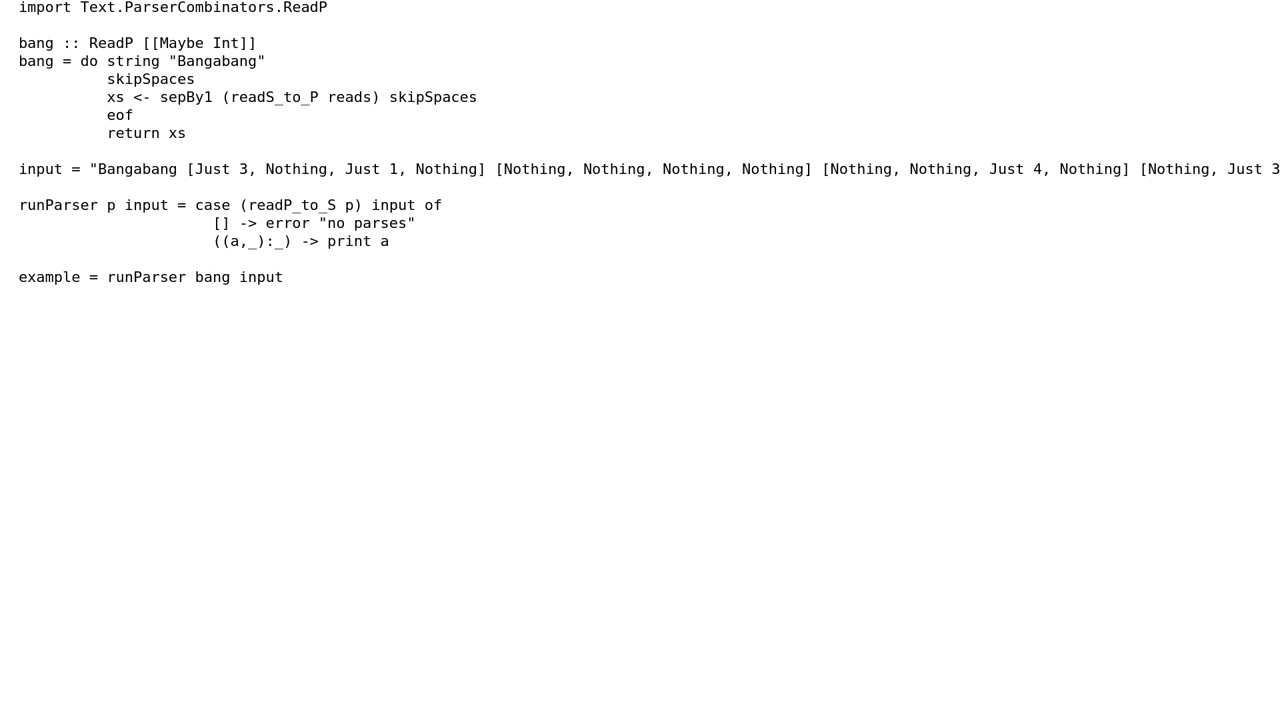 import Text.ParserCombinators.ReadP
bang :: ReadP [[Maybe Int]]
bang = do string "Bangabang"
skipSpaces
xs <- sepBy1 (readS_to_P reads) skipSpaces
eof
return xs
input = "Bangabang [Just 3, Nothing, Just 1, Nothing] [Nothing, Nothing, Nothing, Nothing] [Nothing, Nothing, Just 4, Nothing] [Nothing, Just 3
runParser p input = case (readP_to_S p) input of
[] -> error "no parses"
((a,_):_) -> print a
example = runParser bang input